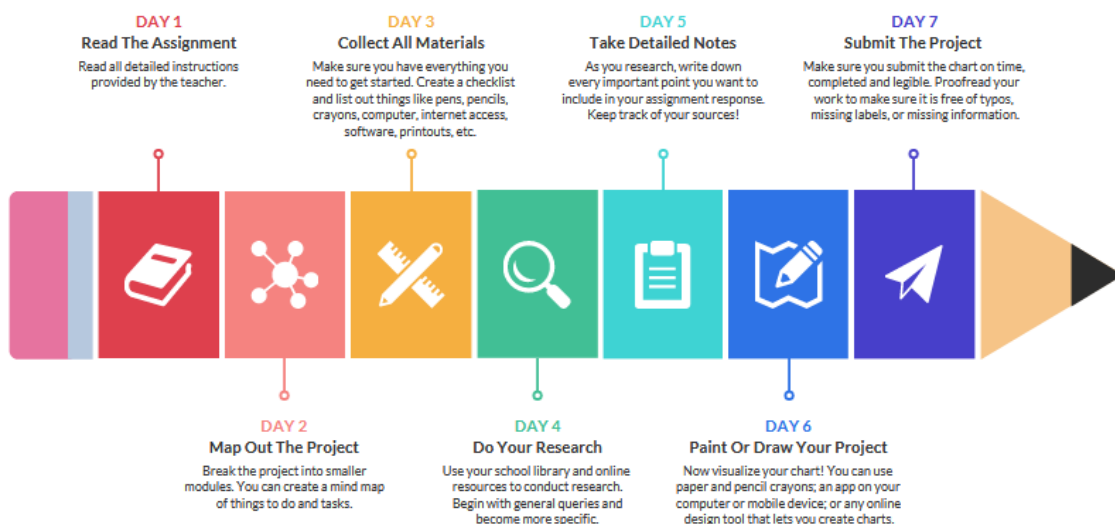 DAY 1
Read The Assignment
Read all detailed instructions
provided by the teacher.
DAY 2
Map Out The Project
Break the project into smaller
modules. You can create a mind map
of things to do and tasks.
DAY 3
Collect All Materials
Make sure you have everything you
need to get started. Create a checklist
and list out things like pens, pencils,
crayons, computer, internet access,
software, printouts, etc.
DAY 4
Do Your Research
Use your school library and online
resources to conduct research.
Begin with general queries and
become more specific.
DAY 5
Take Detailed Notes
As you research, write down
every important point you want to
include in your assignment response.
Keep track of your sources!
DAY 6
Paint Or Draw Your Project
Now visualize your chart! You can use
paper and pencil crayons; an app on your
computer or mobile device; or any online
design tool that lets you create charts.
DAY 7
Submit The Project
Make sure you submit the chart on time,
completed and legible. Proofread your
work to make sure it is free of typos,
missing labels, or missing information.